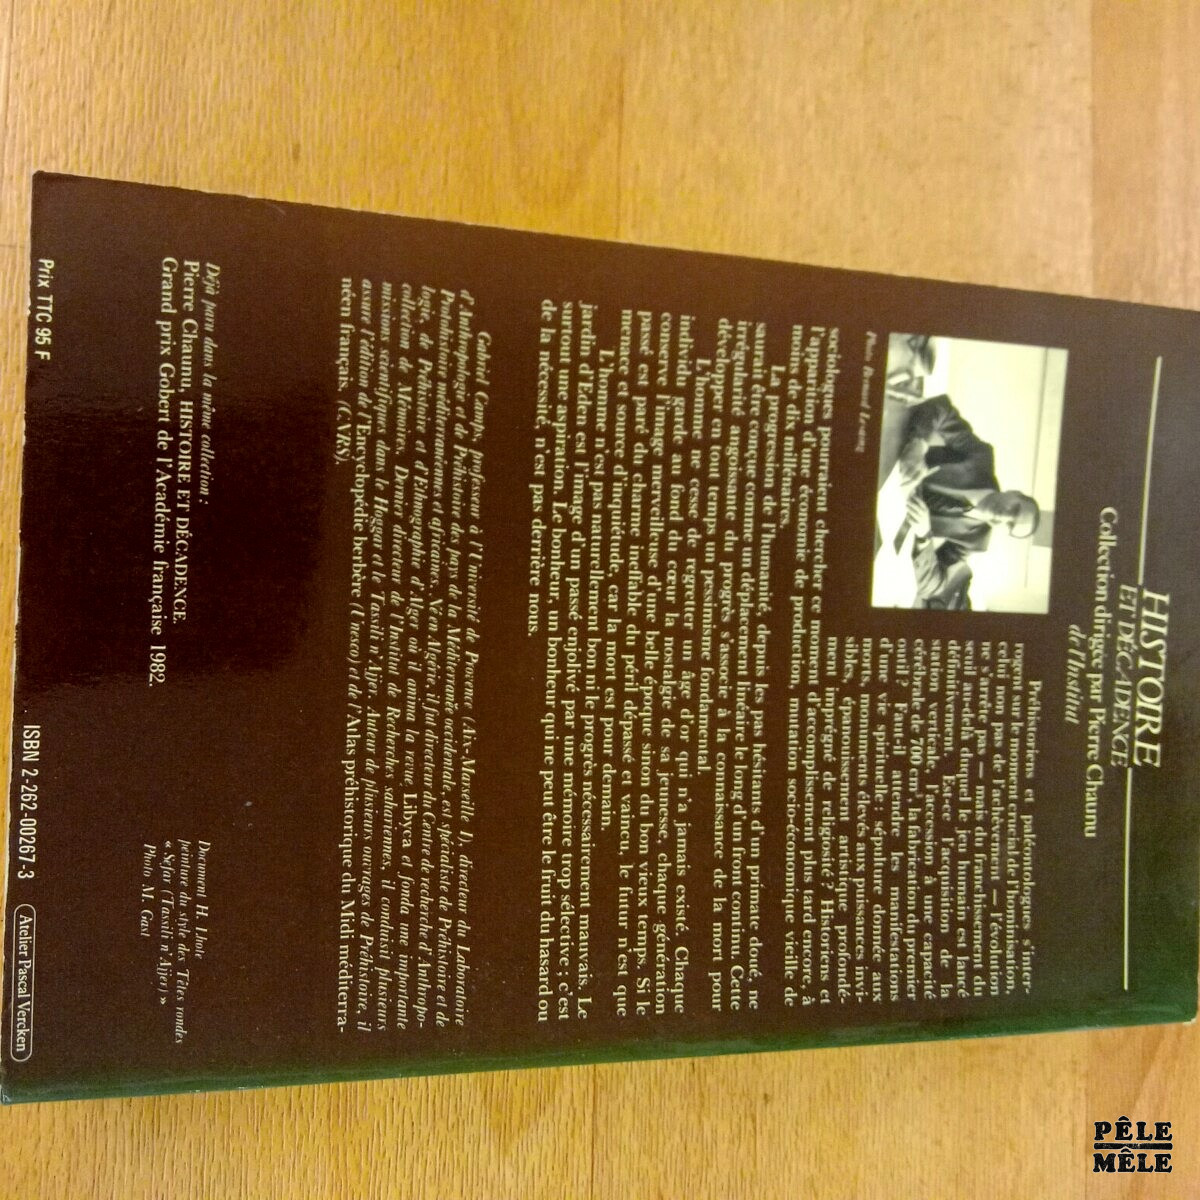 HISTOIRE
ET DÉCADENCE
Collection dirigée par Pierre Chaunu
de l'Institut
Préhistoriens et paléontologues s'inter-
rogent sur le moment crucial de l'hominisation,
celui non pas de l'achèvement — l'évolution
ne s'arrête pas — mais du franchissement du
seuil au-delà duquel le jeu humain est lancé
définitivement. Est-ce l'acquisition de la
station verticale, l'accession à une capacité
cérébrale de 700 cm³, la fabrication du premier
outil ? Faut-il attendre les manifestations
d'une vie spirituelle : sépulture donnée aux
morts, monuments élevés aux puissances invi-
sibles, épanouissement artistique profondé-
ment imprégné de religiosité ? Historiens et
Photo Bernard
sociologues pourraient chercher ce moment d'accomplissement plus tard encore, à
l'apparition d'une économie de production, mutation socio-économique vieille de
moins de dix millénaires.
La progression de l'humanité, depuis les pas hésitants d'un primate doué, ne
saurait être conçue comme un déplacement linéaire le long d'un front continu. Cette
irrégularité angoissante du progrès s'associe à la connaissance de la mort pour
développer en tout temps un pessimisme fondamental.
L'homme ne cesse de regretter un âge d'or qui n'a jamais existé. Chaque
individu garde au fond du cœur la nostalgie de sa jeunesse, chaque génération
conserve l'image merveilleuse d'une belle époque sinon du bon vieux temps. Si le
passé est paré du charme ineffable du péril dépassé et vaincu, le futur n'est que
menace et source d'inquiétude, car la mort est pour demain.
L'homme n'est pas naturellement bon ni le progrès nécessairement mauvais. Le
jardin d'Eden est l'image d'un passé enjolivé par une mémoire trop sélective ; c'est
surtout une aspiration. Le bonheur, un bonheur qui ne peut être le fruit du hasard ou
de la nécessité, n'est pas derrière nous.
Gabriel Camps, professeur à l'Université de Provence (Aix-Marseille I), directeur du Laboratoire
d'Anthropologie et de Préhistoire des pays de la Méditerranée occidentale, est spécialiste de Préhistoire et de
Protohistoire méditerranéennes et africaines. Né en Algérie, il fut directeur du Centre de recherche d'Anthropo-
logie, de Préhistoire et d'Ethnographie d'Alger où il anima la revue, Libyca et fonda une importante
collection de Mémoires. Dernier directeur de l'Institut de Recherches sahariennes, il conduisit plusieurs
missions scientifiques dans le Hoggar et le Tassili n'Ajjer. Auteur de plusieurs ouvrages de Préhistoire, il
assure l'édition de l'Encyclopédie berbère (Unesco) et de l'Atlas préhistorique du Midi méditerra-
néen français, (CNRS).
Déjà paru dans la même collection :
Pierre Chaunu, HISTOIRE ET DÉCADENCE
Grand prix Gobert de l'Académie française 1982.
Document H. Lhote
peinture du style des Têtes rondes
« Séfar (Tassili n'Ajjer) »
Photo M. Gast
Prix TTC 95 F
ISBN 2-262-00267-3
Atelier Pascal Vercken
PÊLE
MÊLE